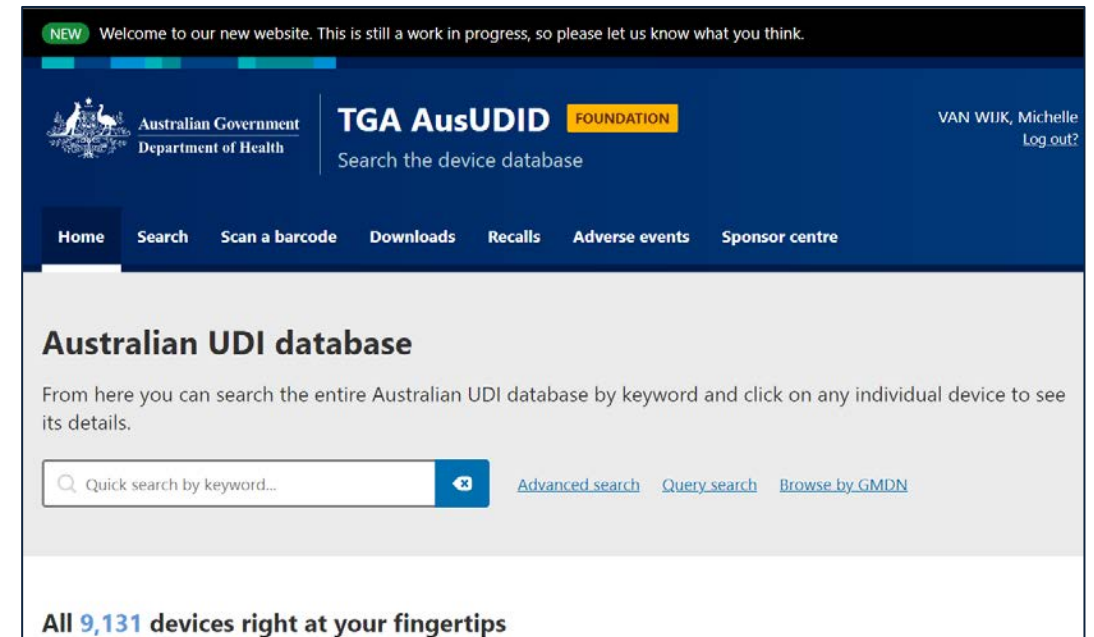 NEW Welcome to our new website. This is still a work in progress, so please let us know what you think.
Australian Government
Department of Health
TGA AusUDID FOUNDATION
Search the device database
VAN WIJK, Michelle
Log out?
Home Search Scan a barcode Downloads Recalls Adverse events Sponsor centre
Australian UDI database
From here you can search the entire Australian UDI database by keyword and click on any individual device to see
its details.
Quick search by keyword...
Advanced search Query search Browse by GMDN
All 9,131 devices right at your fingertips